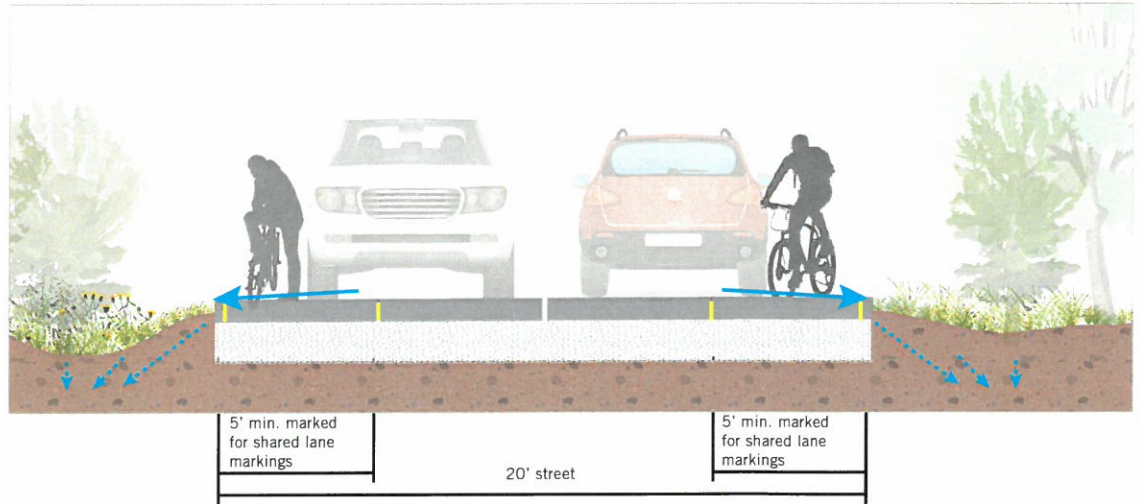 5' min. marked
for shared lane
markings
20' street
5' min. marked
for shared lane
markings